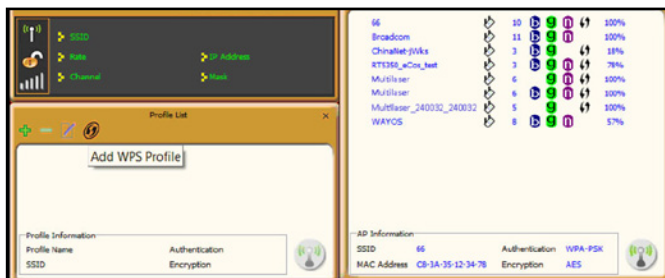 SSID
Rate IP Address
Channel Mask
Profile List ×
Add WPS Profile
Profile Information
Profile Name Authentication
SSID Encryption
66 10 b g n 100%
Broadcom 11 b g n 100%
ChinaNet-jWks 3 b g 18%
RT5350_eCos_test 3 b g n 78%
Multilaser 6 g n 100%
Multilaser 6 b g n 100%
Multilaser_240032_240032 5 g 100%
WAYOS 8 b g n 57%
AP Information
SSID 66 Authentication WPA-PSK
MAC Address C8-3A-35-12-34-78 Encryption AES